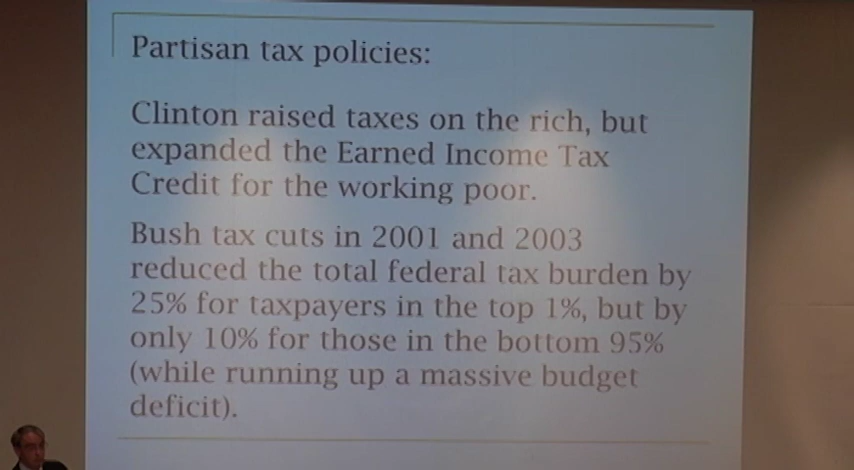 Partisan tax policies:
Clinton raised taxes on the rich, but
expanded the Earned Income Tax
Credit for the working poor.
Bush tax cuts in 2001 and 2003
reduced the total federal tax burden by
25% for taxpayers in the top 1%, but by
only 10% for those in the bottom 95%
(while running up a massive budget
deficit).